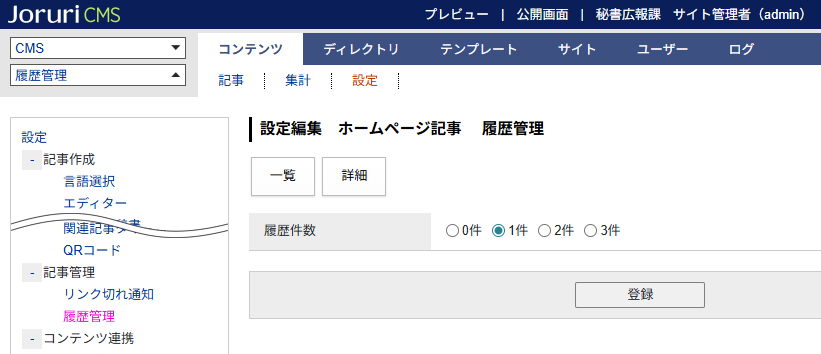 Joruri CMS
プレビュー | 公開画面 | 秘書広報課 サイト管理者（admin）
CMS
履歴管理
コンテンツ ディレクトリ テンプレート サイト ユーザー ログ
記事 集計 設定
設定
- 記事作成
言語選択
エディター
関連記事
QRコード
- 記事管理
リンク切れ通知
履歴管理
- コンテンツ連携
設定編集 ホームページ記事 履歴管理
一覧 詳細
履歴件数 0件 1件 2件 3件
登録